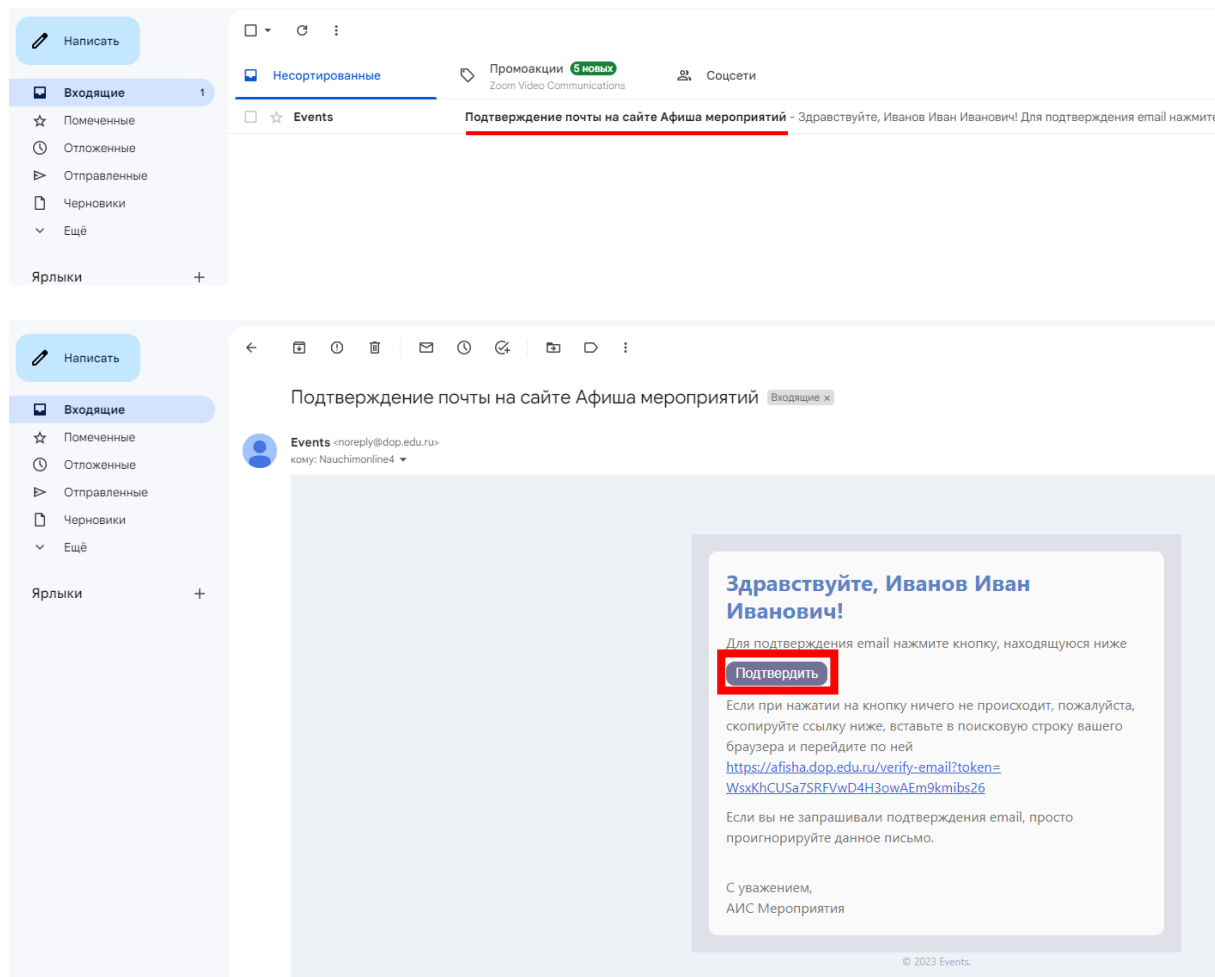 Написать
Входящие 1
Помеченные
Отложенные
Отправленные
Черновики
Ещё
Ярлыки +
Несортированные
Промоакции 5 новых
Zoom Video Communications
Соцсети
Events Подтверждение почты на сайте Афиша мероприятий - Здравствуйте, Иванов Иван Иванович! Для подтверждения email нажмите
Написать
Входящие
Помеченные
Отложенные
Отправленные
Черновики
Ещё
Ярлыки +
Подтверждение почты на сайте Афиша мероприятий Входящие ×
Events <noreply@dop.edu.ru>
кому: Nauchimonline4
Здравствуйте, Иванов Иван
Иванович!
Для подтверждения email нажмите кнопку, находящуюся ниже
Подтвердить
Если при нажатии на кнопку ничего не происходит, пожалуйста,
скопируйте ссылку ниже, вставьте в поисковую строку вашего
браузера и перейдите по ней
https://afisha.dop.edu.ru/verify-email?token=
WsxKhCUSa7SRFVwD4H3owAEm9kmibs26
Если вы не запрашивали подтверждения email, просто
проигнорируйте данное письмо.
С уважением,
АИС Мероприятия
© 2023 Events.